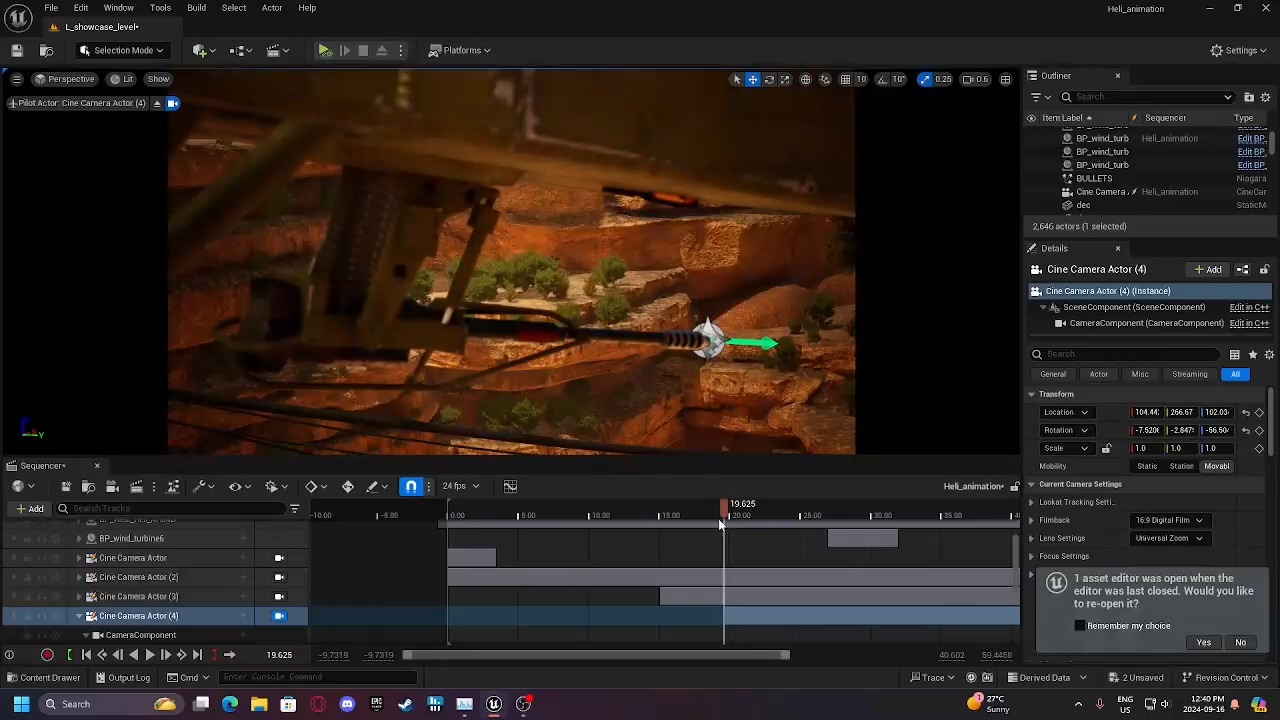 File Edit Window Tools Build Select Actor Help
Heli_animation
L_showcase_level•
Selection Mode
Platforms
Settings
Perspective Lit Show
10 10° 0.25 0.6
Pilot Actor: Cine Camera Actor (4)
Outliner
Search...
Item Label Sequencer Type
BP_wind_turb Edit BP
BP_wind_turb Edit BP
BP_wind_turb Edit BP
BULLETS Niagara
Cine Camera Heli_animation CineCar
dec StaticM
2,646 actors (1 selected)
Details
Cine Camera Actor (4) Add
Cine Camera Actor (4) (Instance)
SceneComponent (SceneComponent) Edit in C++
CameraComponent (CameraComponent) Edit in C++
Search
General Actor Misc Streaming All
Transform
Location 104.44 266.67 102.03
Rotation -7.520 -2.847 -56.50
Scale 1.0 1.0 1.0
Mobility Static Station Movabl
Current Camera Settings
Lookat Tracking Setti...
Filmback 16:9 Digital Film
Lens Settings Universal Zoom
Focus Settings
1 asset editor was open when the
editor was last closed. Would you like
to re-open it?
Remember my choice
Yes No
Sequencer•
24 fps
Heli_animation•
Add Search Tracks
19.625
-10.00 -5.00 0.00 5.00 10.00 15.00 20.00 25.00 30.00 35.00
BP_wind_turbine6
Cine Camera Actor
Cine Camera Actor (2)
Cine Camera Actor (3)
Cine Camera Actor (4)
CameraComponent
19.625 -9.7319 -9.7319 40.602 59.4458
Content Drawer Output Log Cmd Enter Console Command
Derived Data 2 Unsaved Revision Control
Search
27°C
Sunny
ENG
US
12:40 PM
2024-09-16